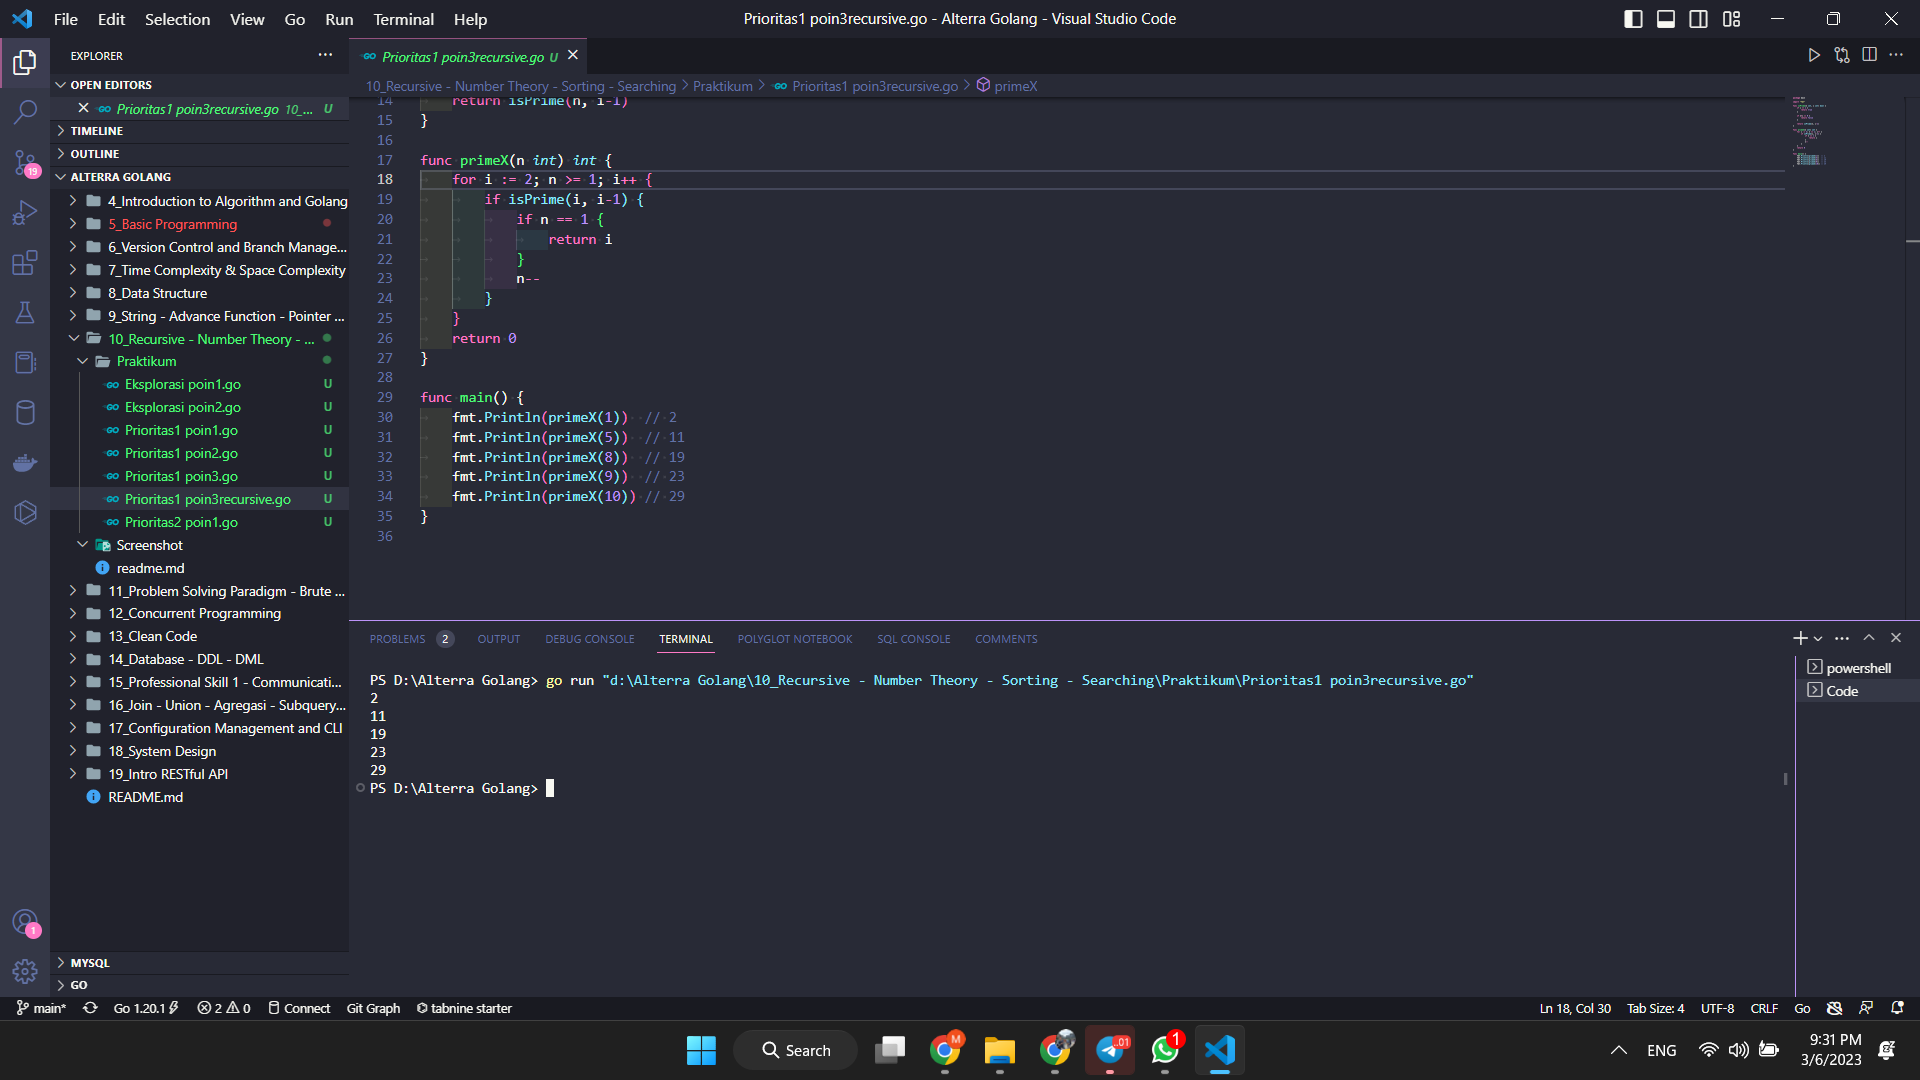 File Edit Selection View Go Run Terminal Help
Prioritas1 poin3recursive.go - Alterra Golang - Visual Studio Code
EXPLORER
OPEN EDITORS
Prioritas1 poin3recursive.go 10_... U
TIMELINE
OUTLINE
ALTERRA GOLANG
4_Introduction to Algorithm and Golang
5_Basic Programming
6_Version Control and Branch Manage...
7_Time Complexity & Space Complexity
8_Data Structure
9_String - Advance Function - Pointer ...
10_Recursive - Number Theory - ...
Praktikum
Eksplorasi poin1.go U
Eksplorasi poin2.go U
Prioritas1 poin1.go U
Prioritas1 poin2.go U
Prioritas1 poin3.go U
Prioritas1 poin3recursive.go U
Prioritas2 poin1.go U
Screenshot
readme.md
11_Problem Solving Paradigm - Brute ...
12_Concurrent Programming
13_Clean Code
14_Database - DDL - DML
15_Professional Skill 1 - Communicati...
16_Join - Union - Agregasi - Subquery...
17_Configuration Management and CLI
18_System Design
19_Intro RESTful API
README.md
MYSQL
GO
19
1
Prioritas1 poin3recursive.go U
10_Recursive - Number Theory - Sorting - Searching > Praktikum > Prioritas1 poin3recursive.go > primeX
14 return isPrime(n, i-1)
15 }
16
17 func primeX(n int) int {
18 for i := 2; n >= 1; i++ {
19 if isPrime(i, i-1) {
20 if n == 1 {
21 return i
22 }
23 n--
24 }
25 }
26 return 0
27 }
28
29 func main() {
30 fmt.Println(primeX(1)) // 2
31 fmt.Println(primeX(5)) // 11
32 fmt.Println(primeX(8)) // 19
33 fmt.Println(primeX(9)) // 23
34 fmt.Println(primeX(10)) // 29
35 }
36
PROBLEMS 2 OUTPUT DEBUG CONSOLE TERMINAL POLYGLOT NOTEBOOK SQL CONSOLE COMMENTS
PS D:\Alterra Golang> go run "d:\Alterra Golang\10_Recursive - Number Theory - Sorting - Searching\Praktikum\Prioritas1 poin3recursive.go"
2
11
19
23
29
PS D:\Alterra Golang>
powershell
Code
main* Go 1.20.1 2 0 Connect Git Graph tabnine starter
Ln 18, Col 30 Tab Size: 4 UTF-8 CRLF Go
Search
M
..01
1
ENG
9:31 PM
3/6/2023